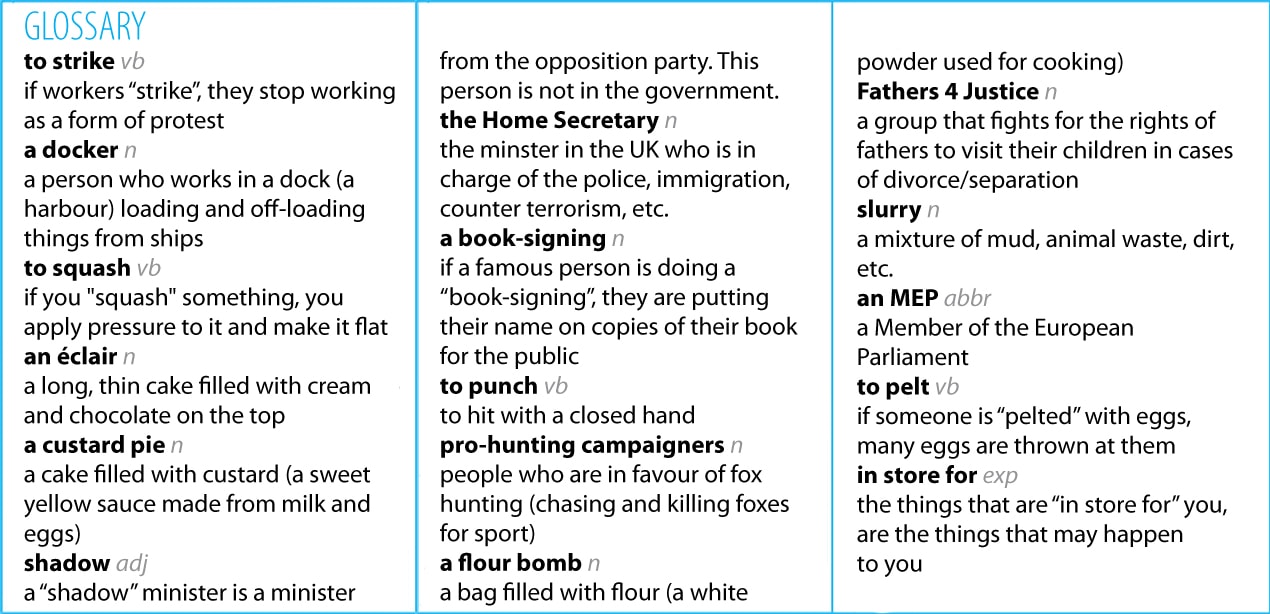 GLOSSARY
to strike vb
if workers “strike”, they stop working
as a form of protest
a docker n
a person who works in a dock (a
harbour) loading and off-loading
things from ships
to squash vb
if you "squash" something, you
apply pressure to it and make it flat
an éclair n
a long, thin cake filled with cream
and chocolate on the top
a custard pie n
a cake filled with custard (a sweet
yellow sauce made from milk and
eggs)
shadow adj
a “shadow” minister is a minister
from the opposition party. This
person is not in the government.
the Home Secretary n
the minster in the UK who is in
charge of the police, immigration,
counter terrorism, etc.
a book-signing n
if a famous person is doing a
“book-signing”, they are putting
their name on copies of their book
for the public
to punch vb
to hit with a closed hand
pro-hunting campaigners n
people who are in favour of fox
hunting (chasing and killing foxes
for sport)
a flour bomb n
a bag filled with flour (a white
powder used for cooking)
Fathers 4 Justice n
a group that fights for the rights of
fathers to visit their children in cases
of divorce/separation
slurry n
a mixture of mud, animal waste, dirt,
etc.
an MEP abbr
a Member of the European
Parliament
to pelt vb
if someone is “pelted” with eggs,
many eggs are thrown at them
in store for exp
the things that are “in store for” you,
are the things that may happen
to you